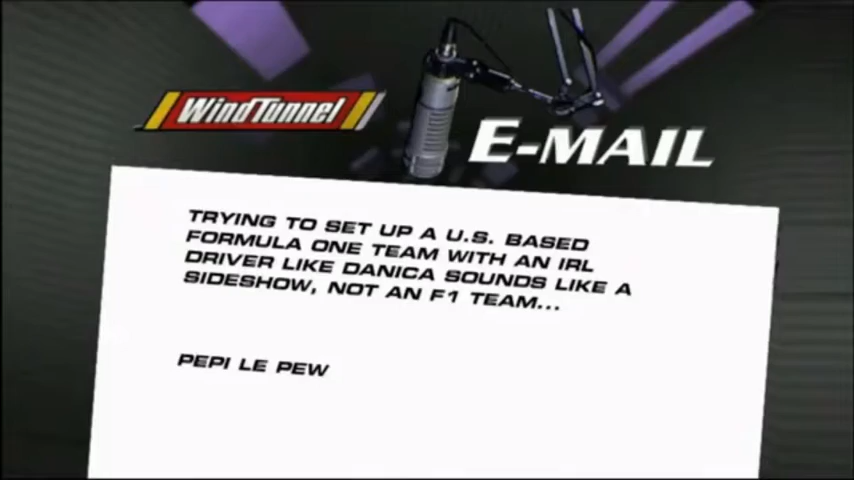 WindTunnel
E-MAIL
TRYING TO SET UP A U.S. BASED
FORMULA ONE TEAM WITH AN IRL
DRIVER LIKE DANICA SOUNDS LIKE A
SIDESHOW, NOT AN F1 TEAM...
PEPI LE PEW